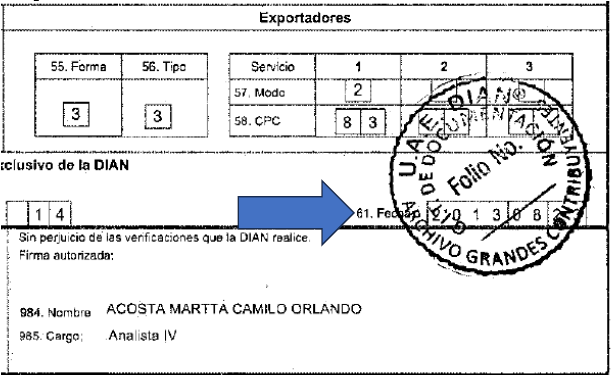 Exportadores
55. Forma 56. Tipo Servicio 1 2 3
57. Modo 2
3 3 58. CPC 8 3
xclusivo de la DIAN
1 4 61. Fecha 2 0 1 3 0 8
Sin perjuicio de las verificaciones que la DIAN realice.
Firma autorizada:
984. Nombre ACOSTA MARTTA CAMILO ORLANDO
985. Cargo: Analista IV
U.A.E. DIAN
DE DOCUMENTACIÓN
Folio No.
ARCHIVO GRANDES CONTRIBUYENTES